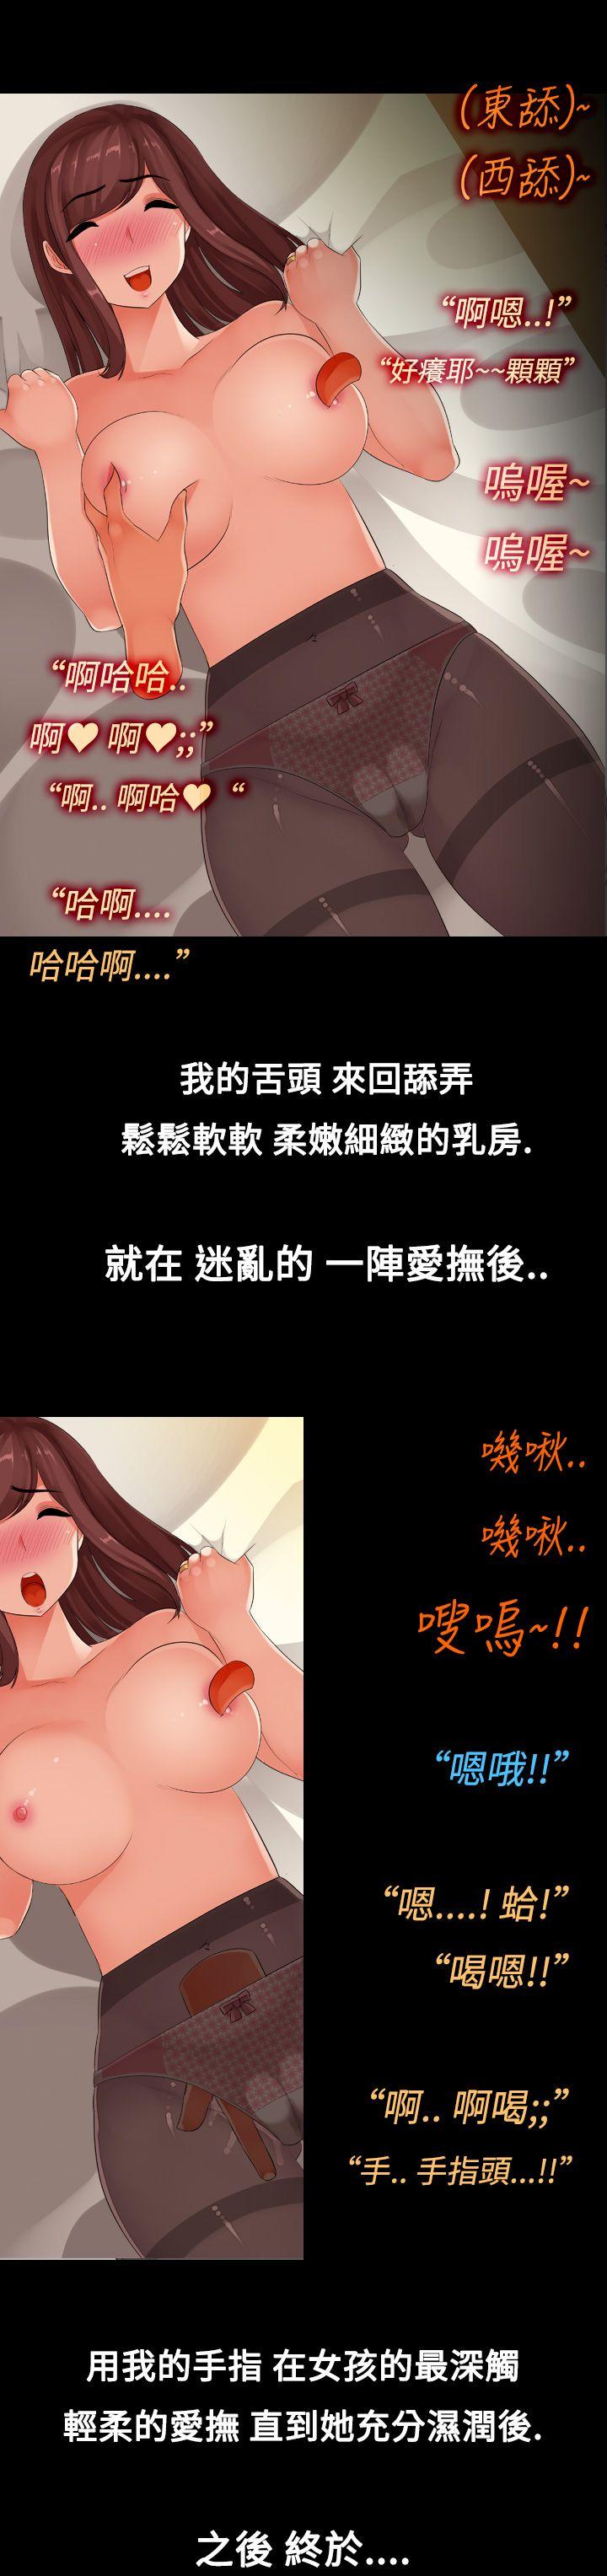 (東舔)~
(西舔)~
“啊嗯..!”
“好癢耶~~顆顆”
嗚喔~
嗚喔~
“啊哈哈..
啊♥ 啊♥;;”
“啊.. 啊哈♥ “
“哈啊....
哈哈啊....”
我的舌頭 來回舔弄
鬆鬆軟軟 柔嫩細緻的乳房.
就在 迷亂的 一陣愛撫後..
嘰啾..
嘰啾..
嗖嗚~!!
“嗯哦!!”
“嗯....! 蛤!”
“喝嗯!!”
“啊.. 啊喝;;”
“手.. 手指頭...!!”
用我的手指 在女孩的最深觸
輕柔的愛撫 直到她充分濕潤後.
之後 終於....